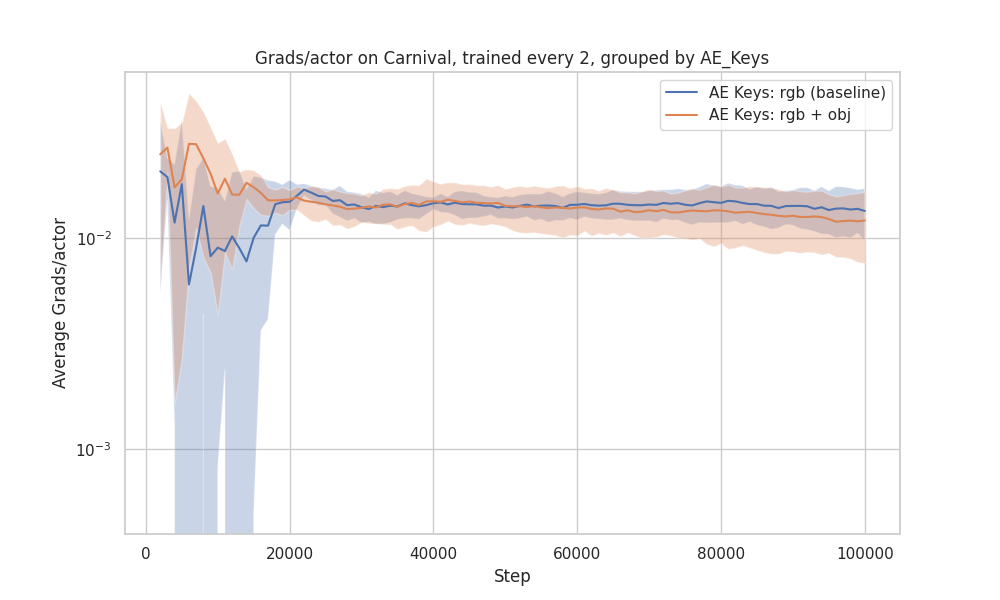 Grads/actor on Carnival, trained every 2, grouped by AE_Keys
AE Keys: rgb (baseline)
AE Keys: rgb + obj
Average Grads/actor
10⁻²
10⁻³
0
20000
40000
60000
80000
100000
Step